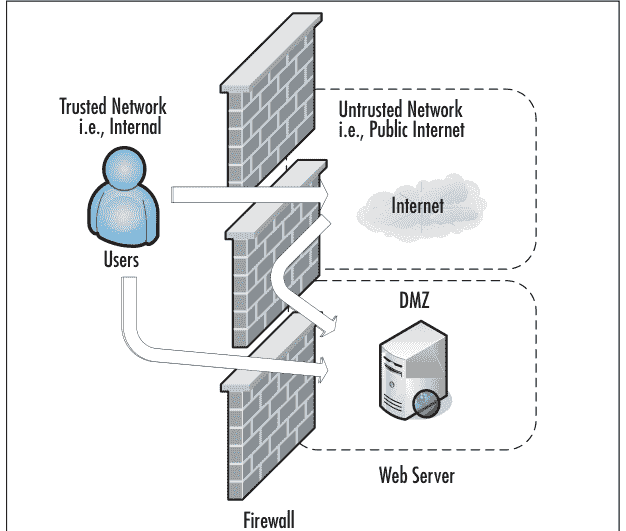 Trusted Network
i.e., Internal
Untrusted Network
i.e., Public Internet
Internet
Users
DMZ
Web Server
Firewall